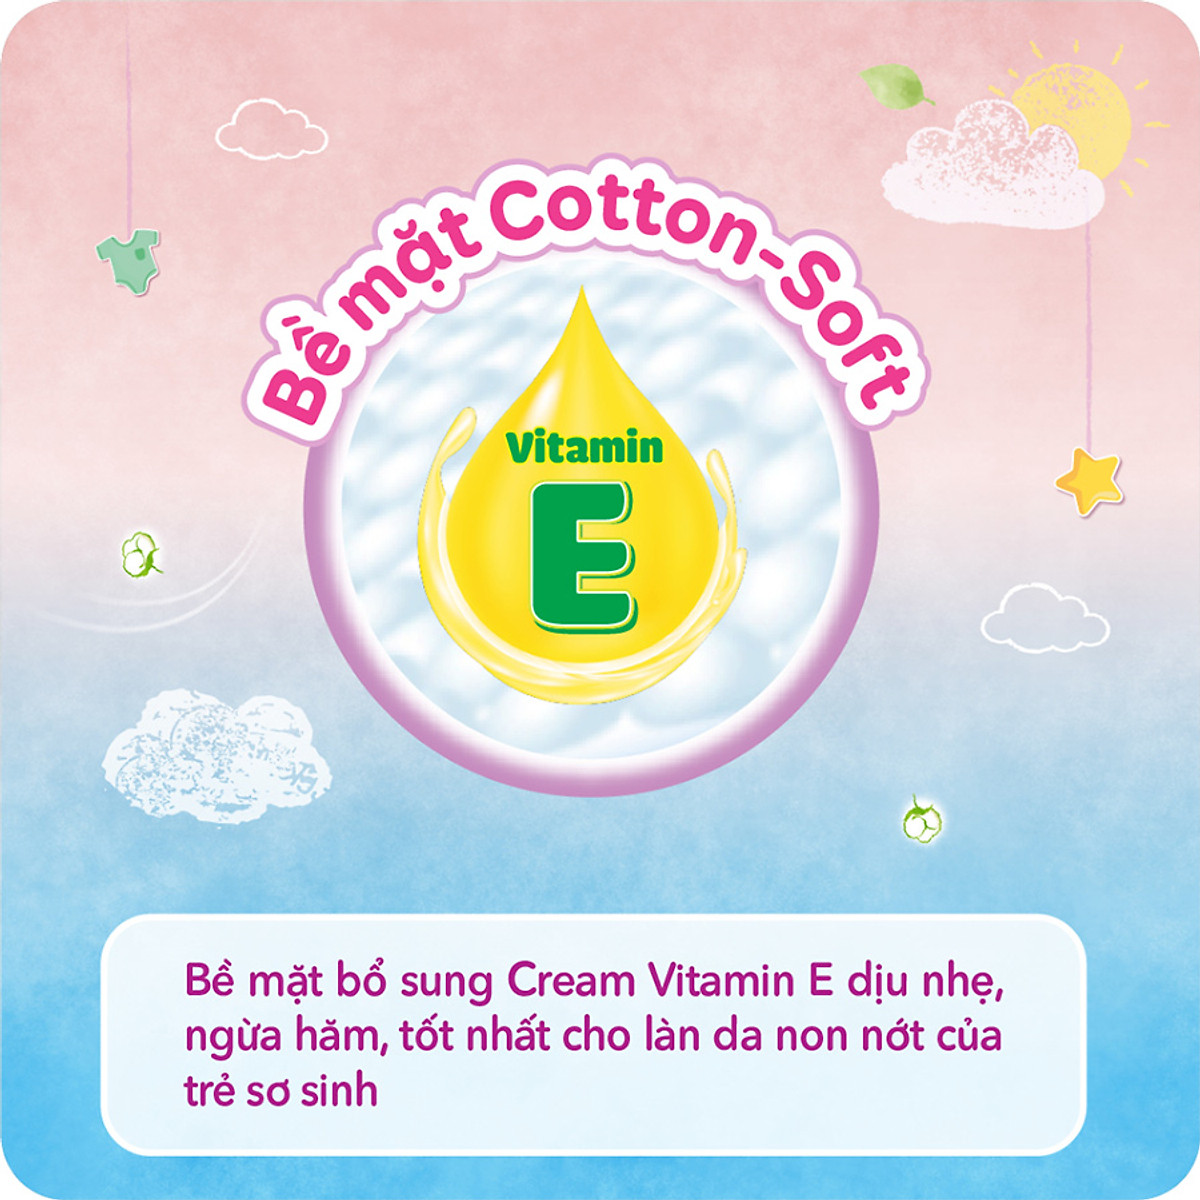 Bề mặt Cotton-Soft
Vitamin
E
Bề mặt bổ sung Cream Vitamin E dịu nhẹ,
ngừa hăm, tốt nhất cho làn da non nớt của
trẻ sơ sinh